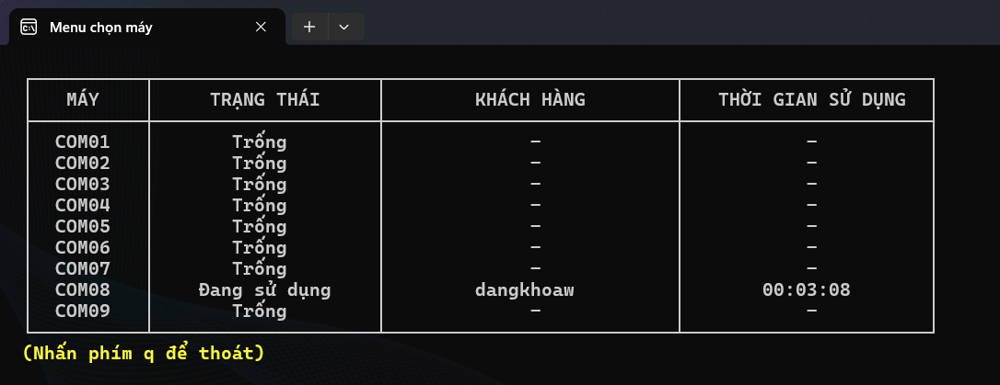 Menu chọn máy
MÁY TRẠNG THÁI KHÁCH HÀNG THỜI GIAN SỬ DỤNG
COM01 Trống - -
COM02 Trống - -
COM03 Trống - -
COM04 Trống - -
COM05 Trống - -
COM06 Trống - -
COM07 Trống - -
COM08 Đang sử dụng dangkhoaw 00:03:08
COM09 Trống - -
(Nhấn phím q để thoát)